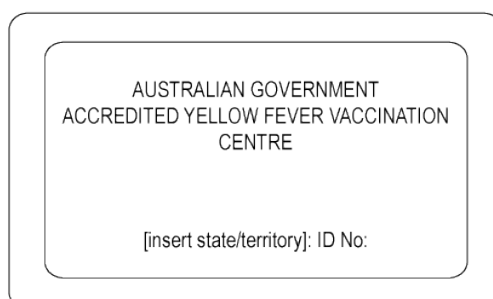 AUSTRALIAN GOVERNMENT
ACCREDITED YELLOW FEVER VACCINATION
CENTRE
[insert state/territory]: ID No: